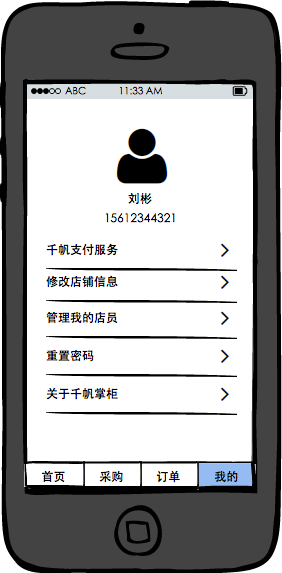 ABC 11:33 AM
刘彬
15612344321
千帆支付服务
修改店铺信息
管理我的店员
重置密码
关于千帆掌柜
首页 采购 订单 我的